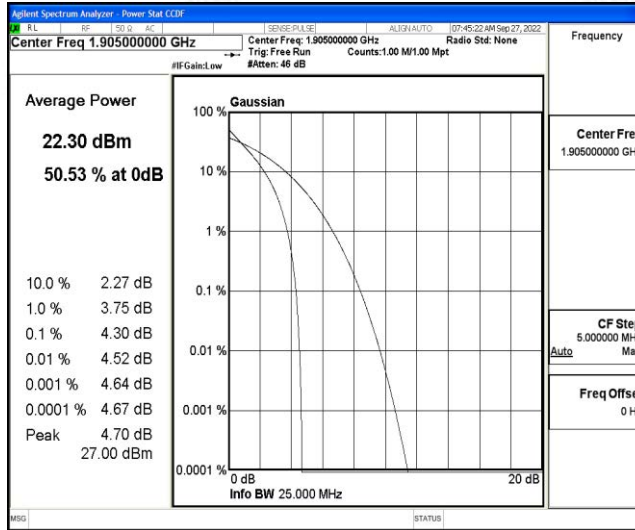 Agilent Spectrum Analyzer - Power Stat CCDF
RL RF 50 Ω AC SENSE:PULSE ALIGN AUTO 07:45:22 AM Sep 27, 2022
Center Freq 1.905000000 GHz
Center Freq: 1.905000000 GHz Radio Std: None
Trig: Free Run Counts:1.00 M/1.00 Mpt
#IFGain:Low #Atten: 46 dB
Frequency
Average Power
22.30 dBm
50.53 % at 0dB
10.0 % 2.27 dB
1.0 % 3.75 dB
0.1 % 4.30 dB
0.01 % 4.52 dB
0.001 % 4.64 dB
0.0001 % 4.67 dB
Peak 4.70 dB
27.00 dBm
Gaussian
100 %
10 %
1 %
0.1 %
0.01 %
0.001 %
0.0001 %
0 dB 20 dB
Info BW 25.000 MHz
Center Fre
1.905000000 GH
CF Ste
5.000000 MH
Auto Ma
Freq Offse
0 H
MSG STATUS